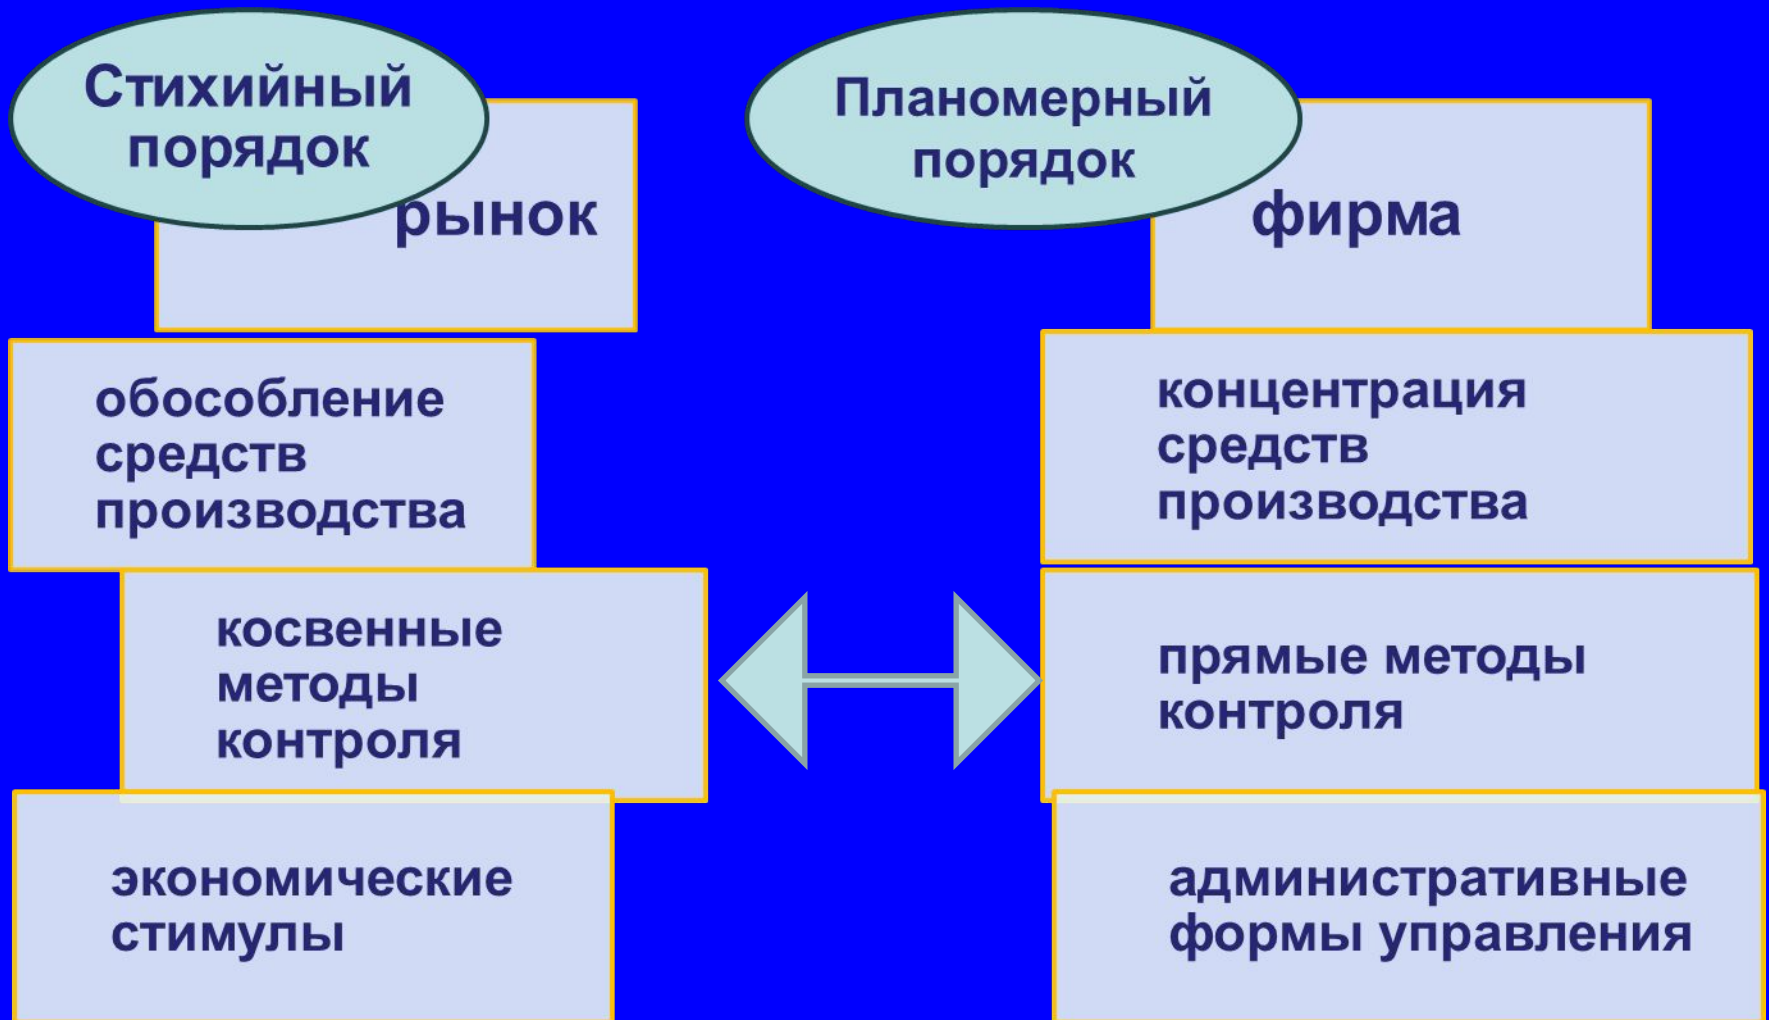 Стихийный
порядок
рынок
обособление
средств
производства
косвенные
методы
контроля
экономические
стимулы
Планомерный
порядок
фирма
концентрация
средств
производства
прямые методы
контроля
административные
формы управления